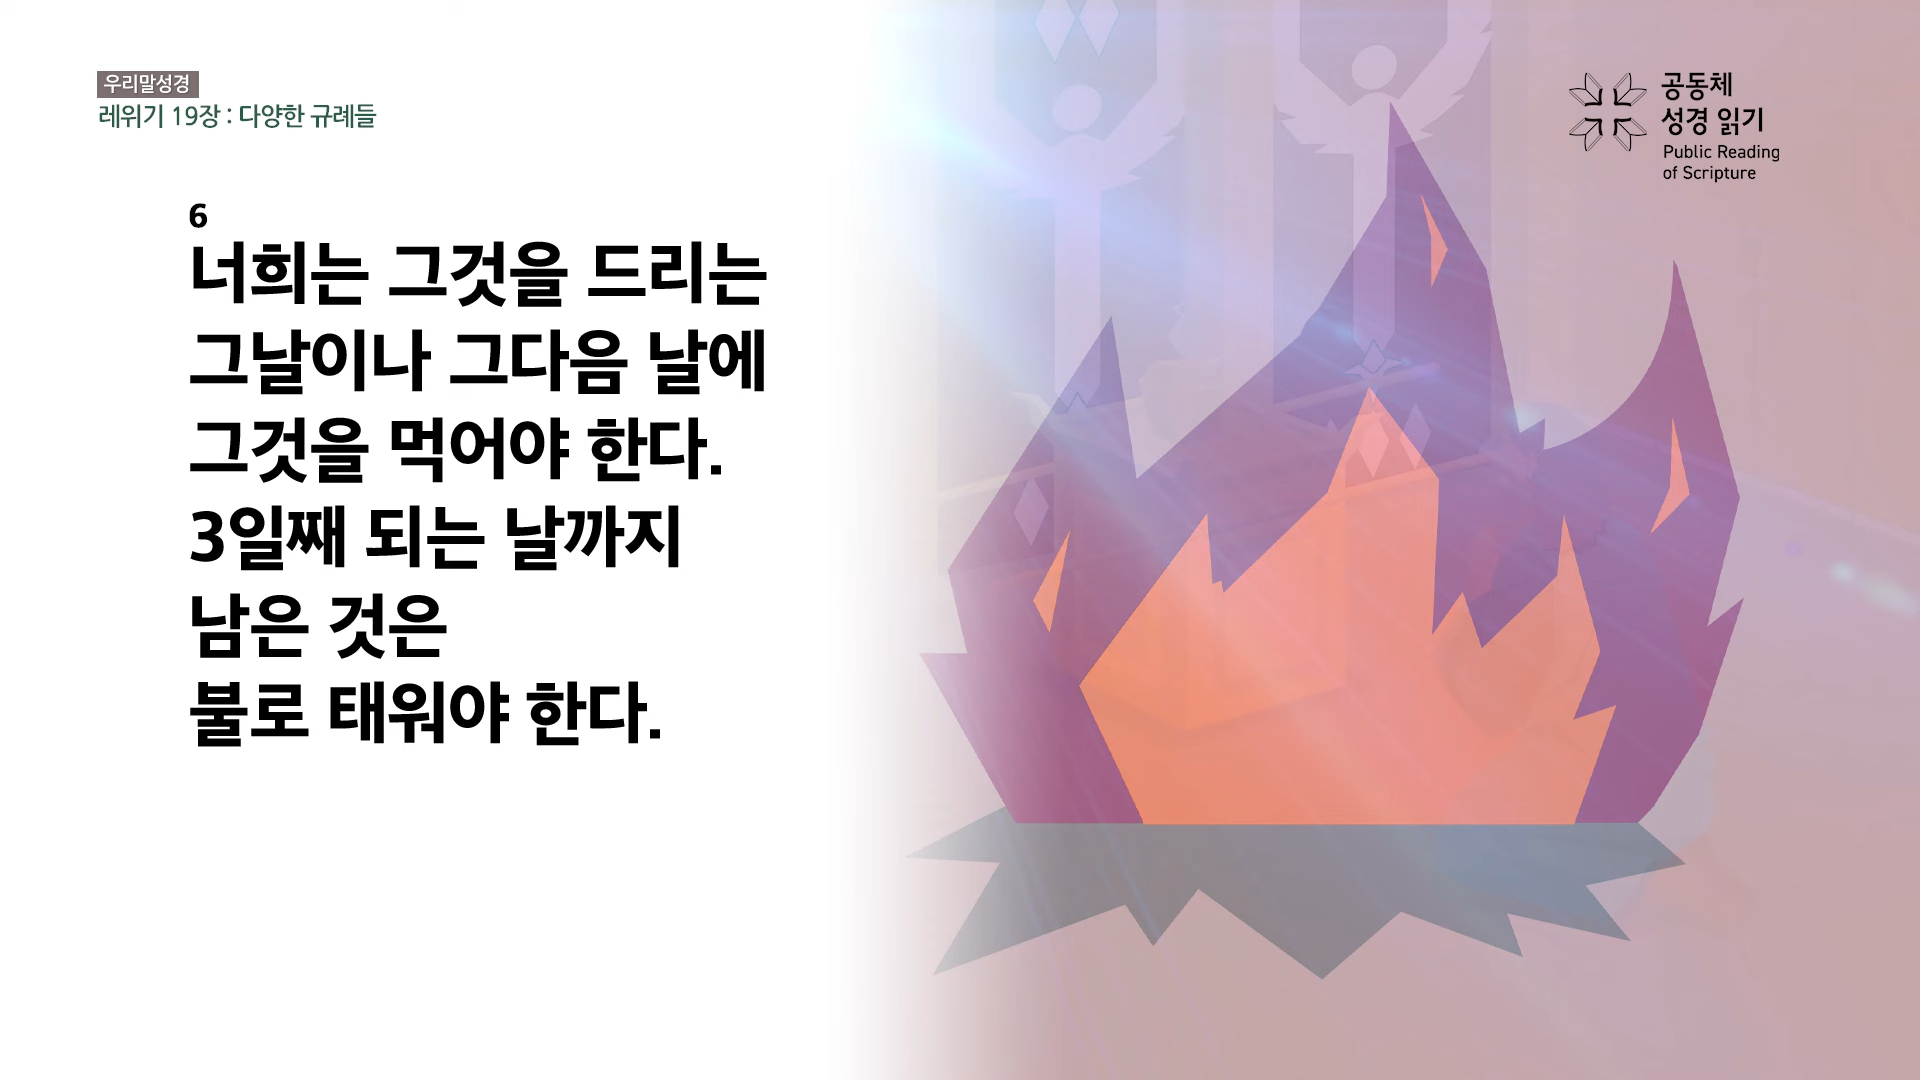 우리말성경
레위기 19장 : 다양한 규례들
공동체
성경 읽기
Public Reading
of Scripture
6
너희는 그것을 드리는
그날이나 그다음 날에
그것을 먹어야 한다.
3일째 되는 날까지
남은 것은
불로 태워야 한다.